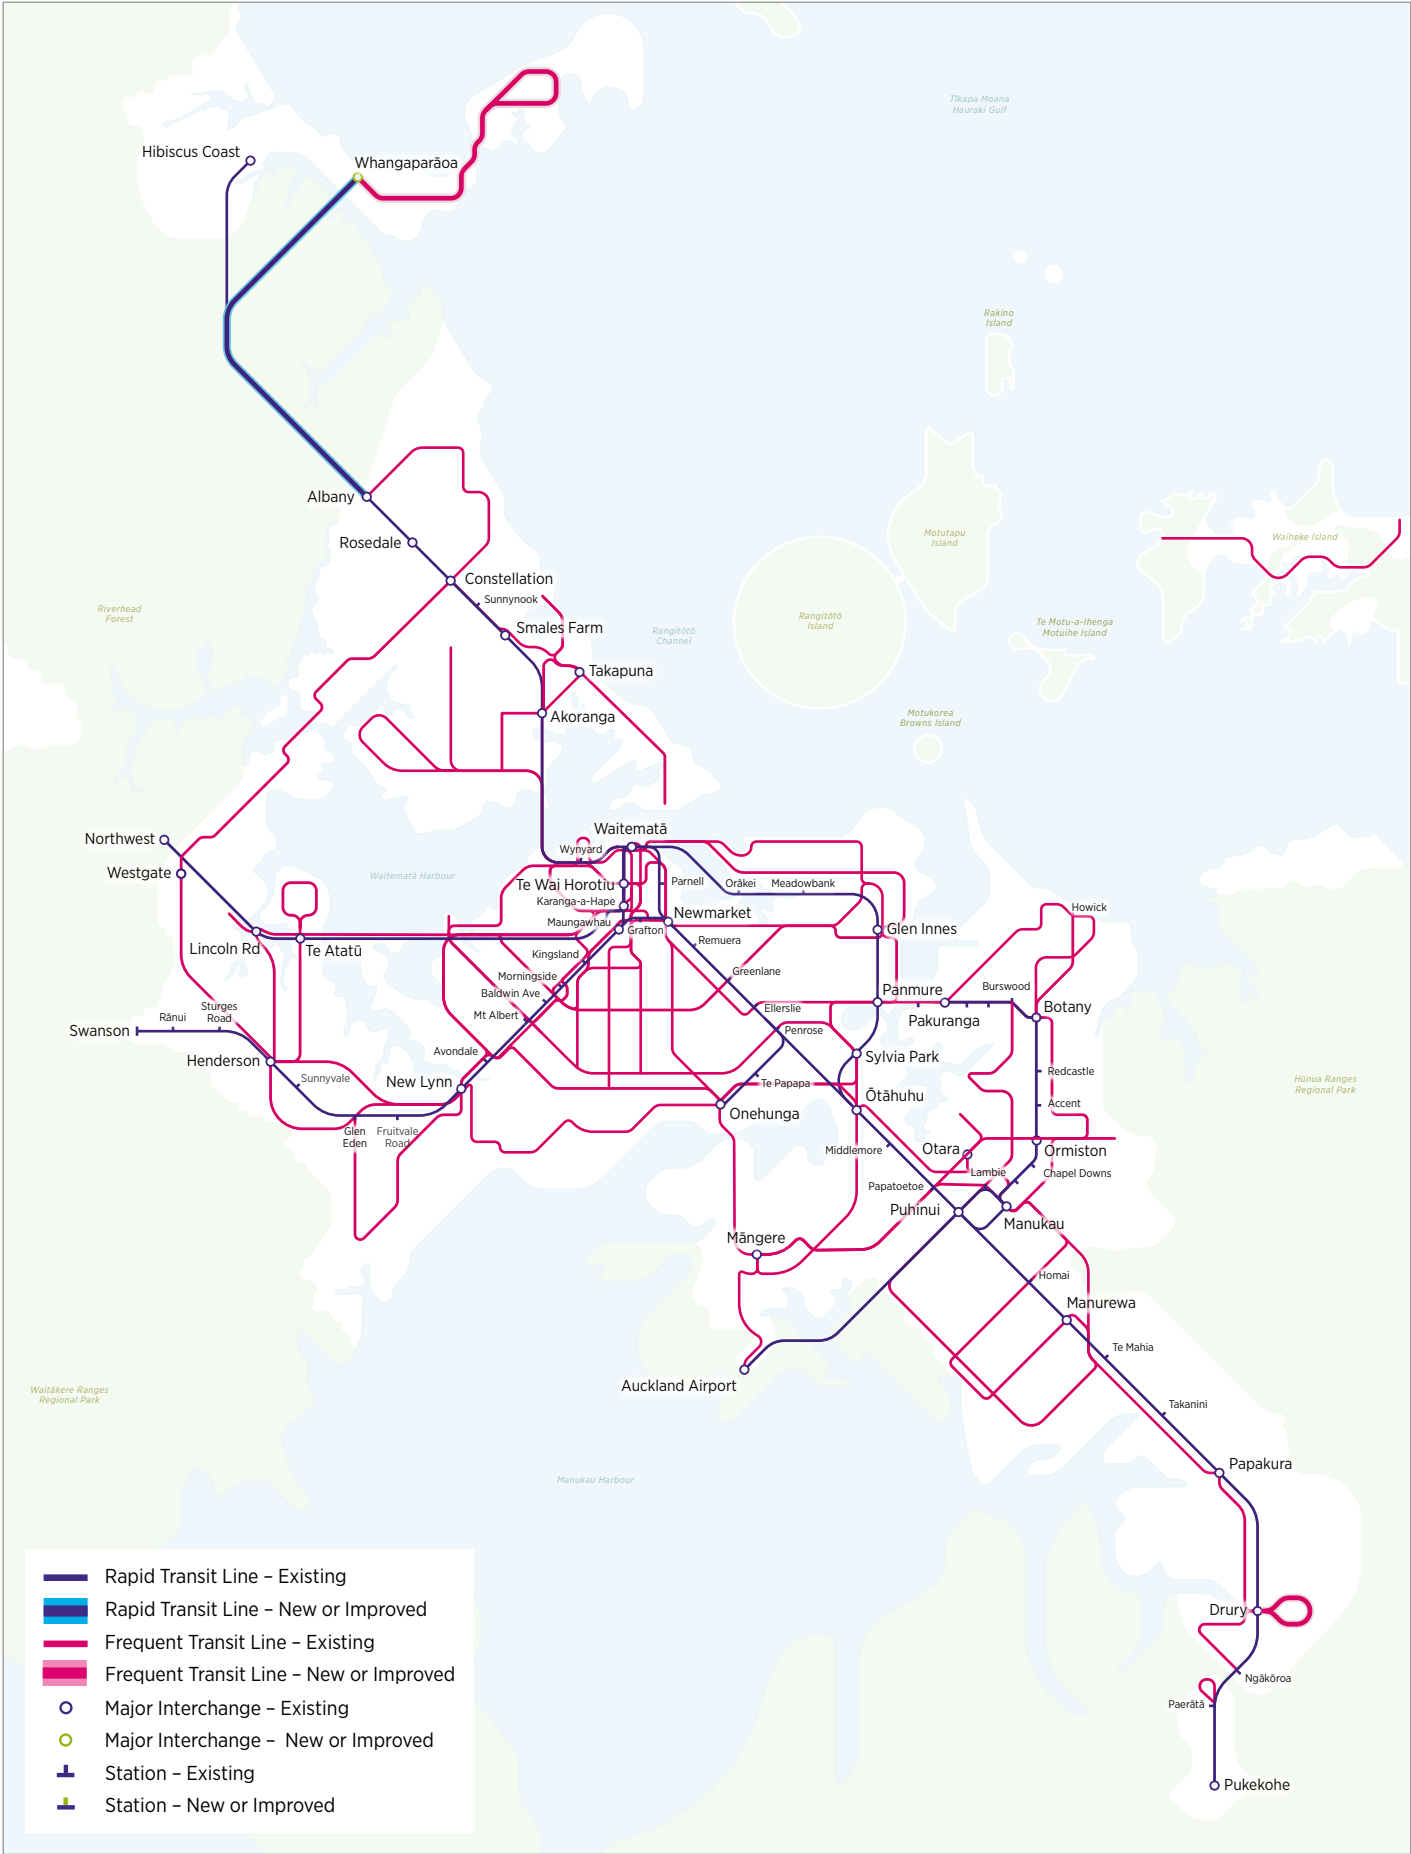 Tīkapa Moana
Hauraki Gulf
Hibiscus Coast
Whangaparāoa
Rakino
Island
Albany
Rosedale
Motutapu
Island
Waiheke Island
Constellation
Sunnynook
Riverhead
Forest
Smales Farm
Rangitōtō
Channel
Rangitōtō
Island
Te Motu-a-Ihenga
Motuihe Island
Takapuna
Akoranga
Motukorea
Browns Island
Northwest
Waitematā
Wynyard
Westgate
Waitematā Harbour
Te Wai Horotiu
Parnell
Orākei
Meadowbank
Karanga-a-Hape
Howick
Newmarket
Maungawhau
Grafton
Glen Innes
Lincoln Rd
Te Atatū
Remuera
Kingsland
Greenlane
Morningside
Baldwin Ave
Panmure
Burswood
Sturges
Road
Rānui
Mt Albert
Ellerslie
Pakuranga
Botany
Swanson
Penrose
Avondale
Henderson
Sylvia Park
Redcastle
Sunnyvale
New Lynn
Te Papapa
Hūnua Ranges
Regional Park
Ōtāhuhu
Accent
Onehunga
Glen
Eden
Fruitvale
Road
Middlemore
Otara
Ormiston
Lambie
Chapel Downs
Papatoetoe
Puhinui
Manukau
Māngere
Homai
Manurewa
Te Mahia
Auckland Airport
Waitākere Ranges
Regional Park
Takanini
Manukau Harbour
Papakura
Drury
Ngākōroa
Paerātā
Pukekohe
Rapid Transit Line – Existing
Rapid Transit Line – New or Improved
Frequent Transit Line – Existing
Frequent Transit Line – New or Improved
Major Interchange – Existing
Major Interchange – New or Improved
Station – Existing
Station – New or Improved